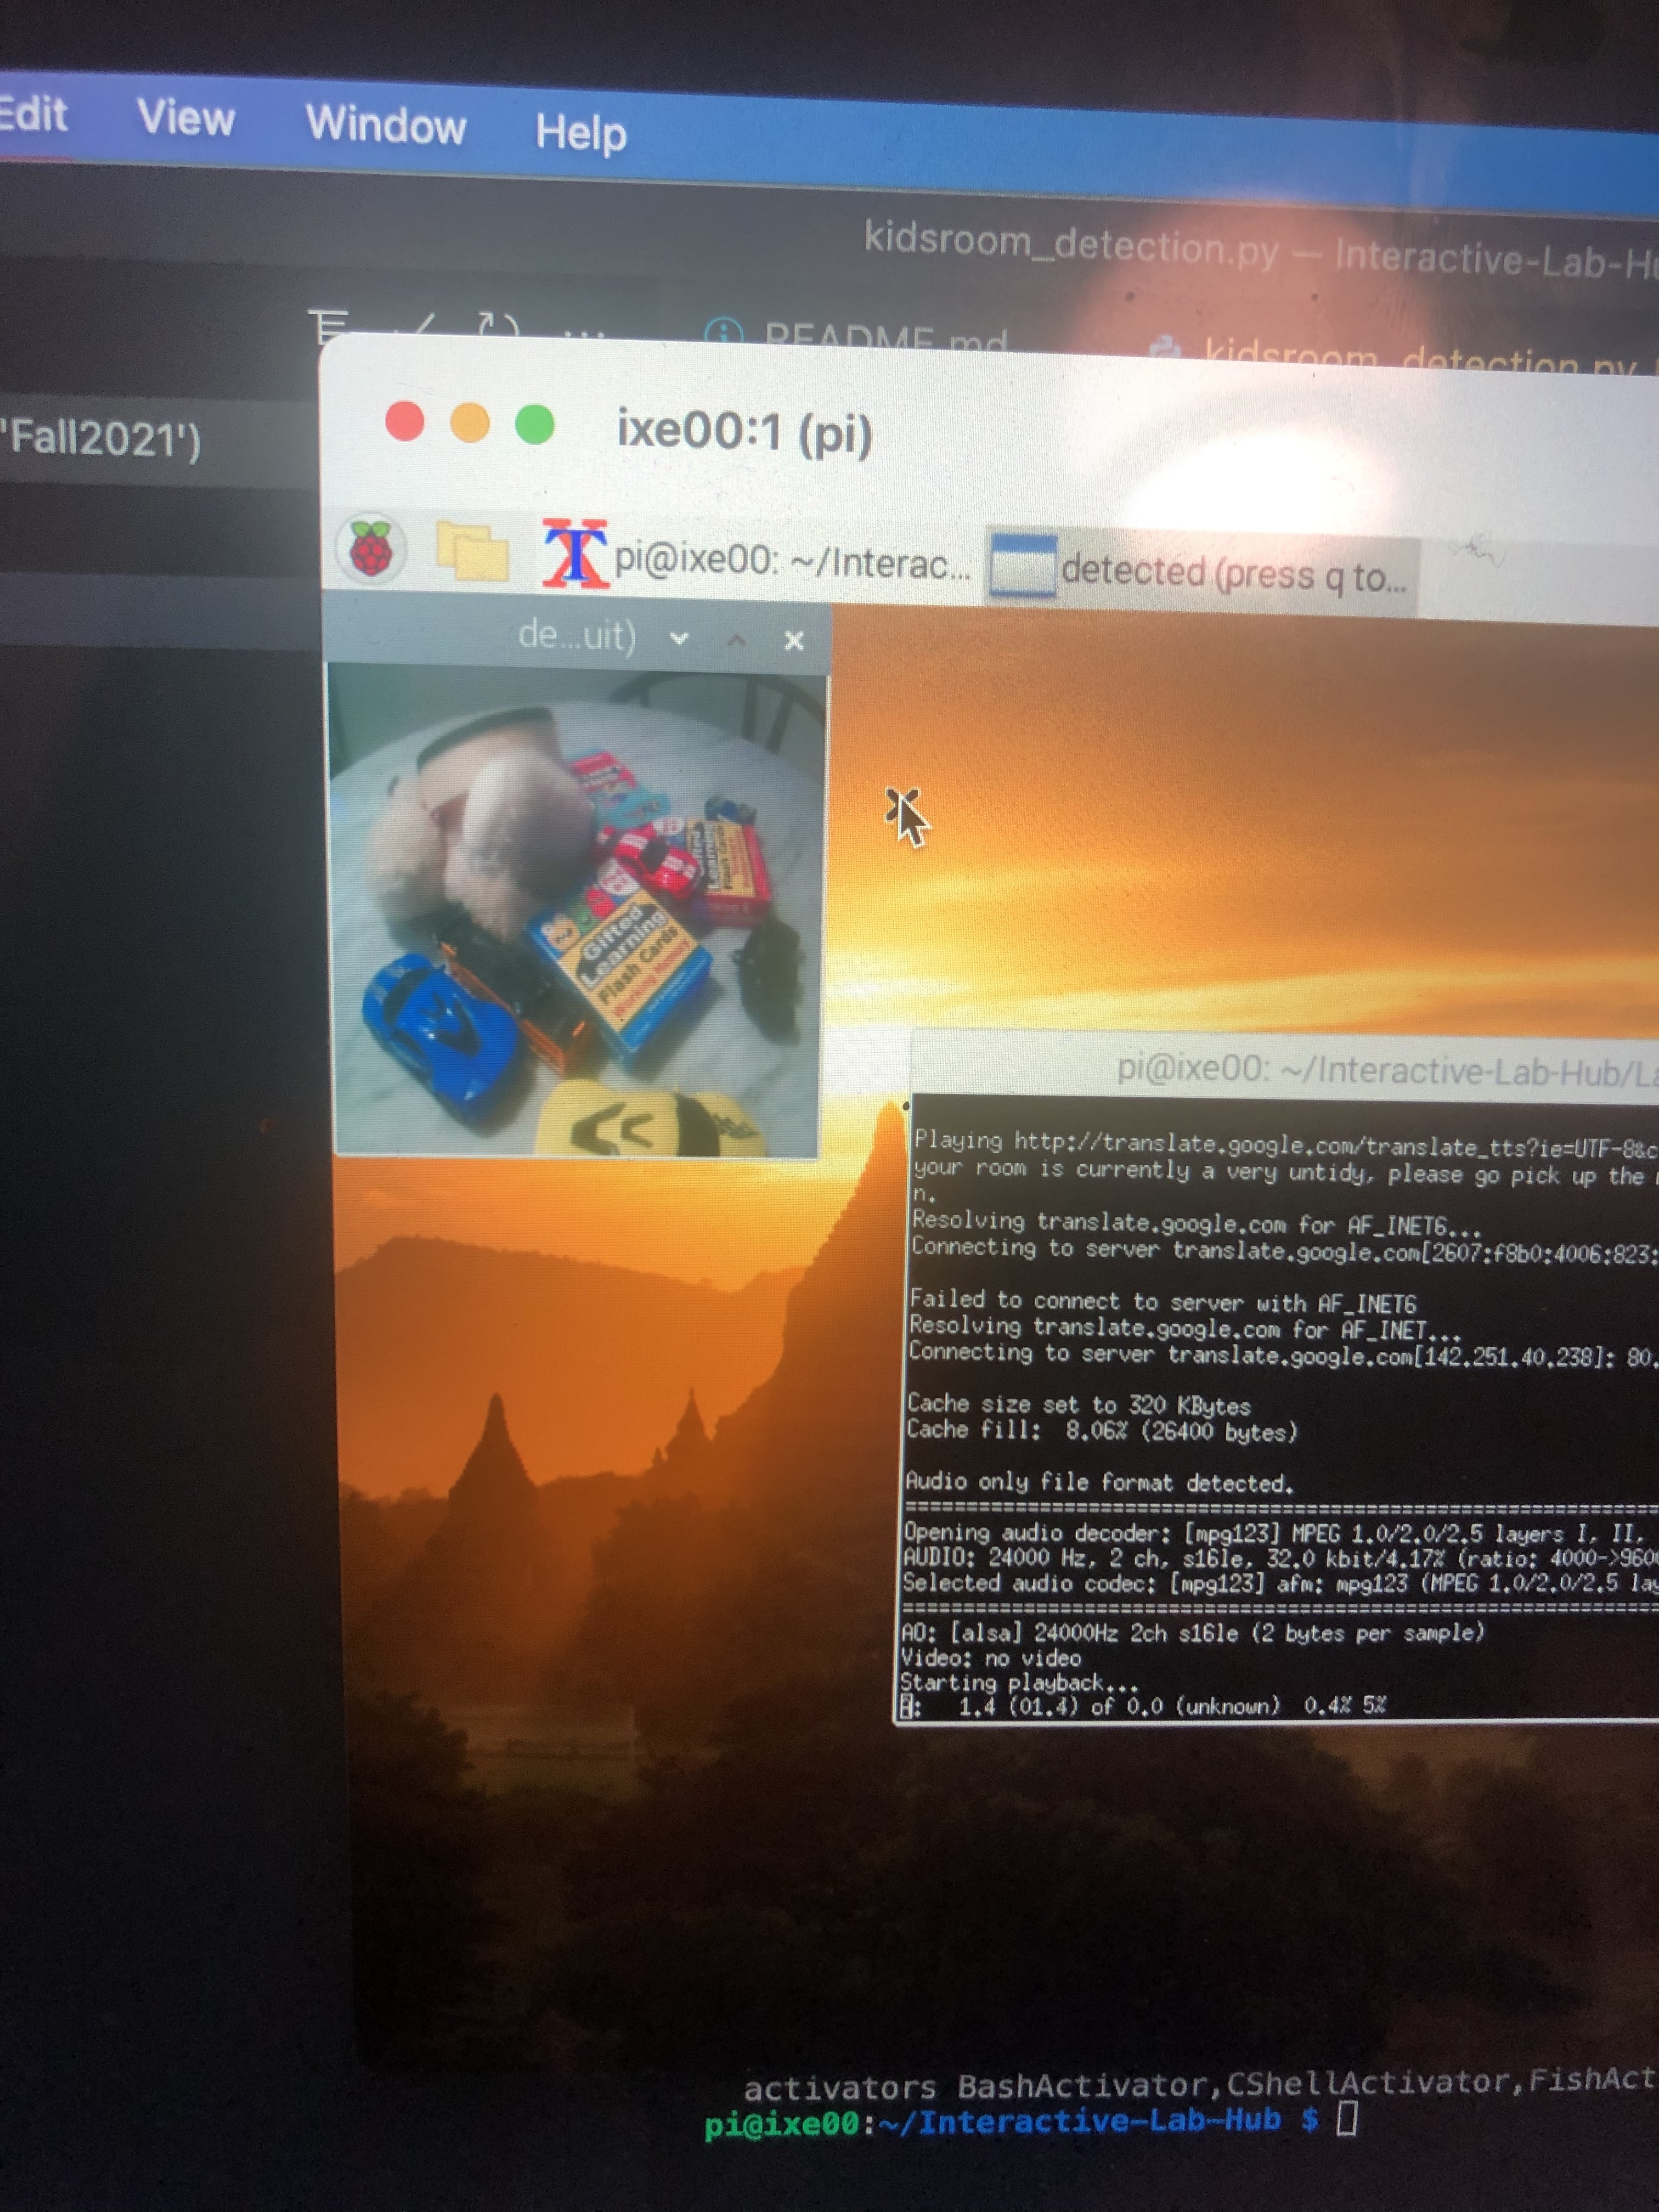 Edit View Window Help
kidsroom_detection.py — Interactive-Lab-Hu
README.md
kidsroom_detection.py
'Fall2021')
ixe00:1 (pi)
pi@ixe00: ~/Interac...
detected (press q to...
de...uit)
Gifted
Learning
Flash Cards
Working Memory
Gifted
Learning
Flash Cards
pi@ixe00: ~/Interactive-Lab-Hub/La
Playing http://translate.google.com/translate_tts?ie=UTF-8&c
your room is currently a very untidy, please go pick up the
n.
Resolving translate.google.com for AF_INET6...
Connecting to server translate.google.com[2607:f8b0:4006:823:
Failed to connect to server with AF_INET6
Resolving translate.google.com for AF_INET...
Connecting to server translate.google.com[142.251.40.238]: 80.
Cache size set to 320 KBytes
Cache fill:  8.06% (26400 bytes)
Audio only file format detected.
==========================================================
Opening audio decoder: [mpg123] MPEG 1.0/2.0/2.5 layers I, II,
AUDIO: 24000 Hz, 2 ch, s16le, 32.0 kbit/4.17% (ratio: 4000->9600
Selected audio codec: [mpg123] afm: mpg123 (MPEG 1.0/2.0/2.5 lay
==========================================================
AO: [alsa] 24000Hz 2ch s16le (2 bytes per sample)
Video: no video
Starting playback...
A:   1.4 (01.4) of 0.0 (unknown)  0.4% 5%
activators BashActivator,CShellActivator,FishAct
pi@ixe00:~/Interactive-Lab-Hub $